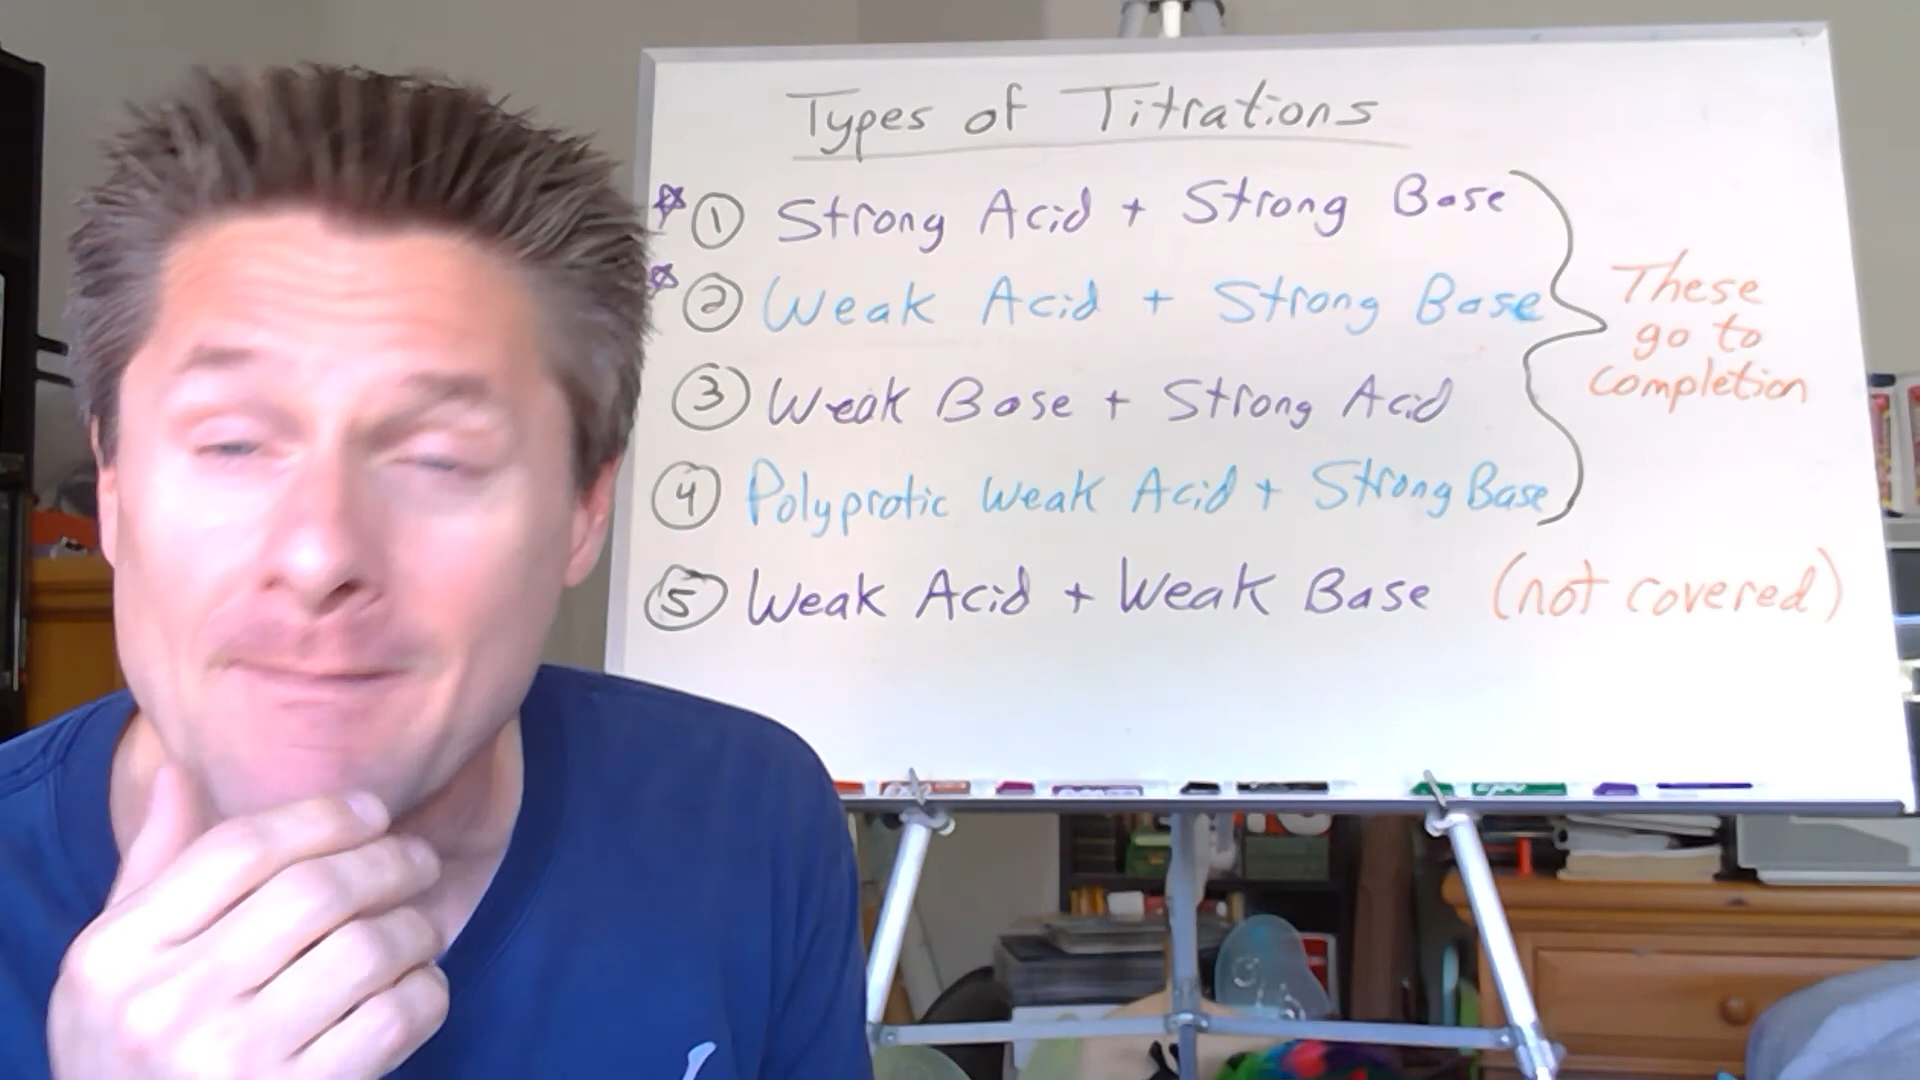 Types of Titrations
☆ ① Strong Acid + Strong Base
☆ ② Weak Acid + Strong Base
③ Weak Base + Strong Acid
④ Polyprotic Weak Acid + Strong Base
These
go to
completion
⑤ Weak Acid + Weak Base (not covered)